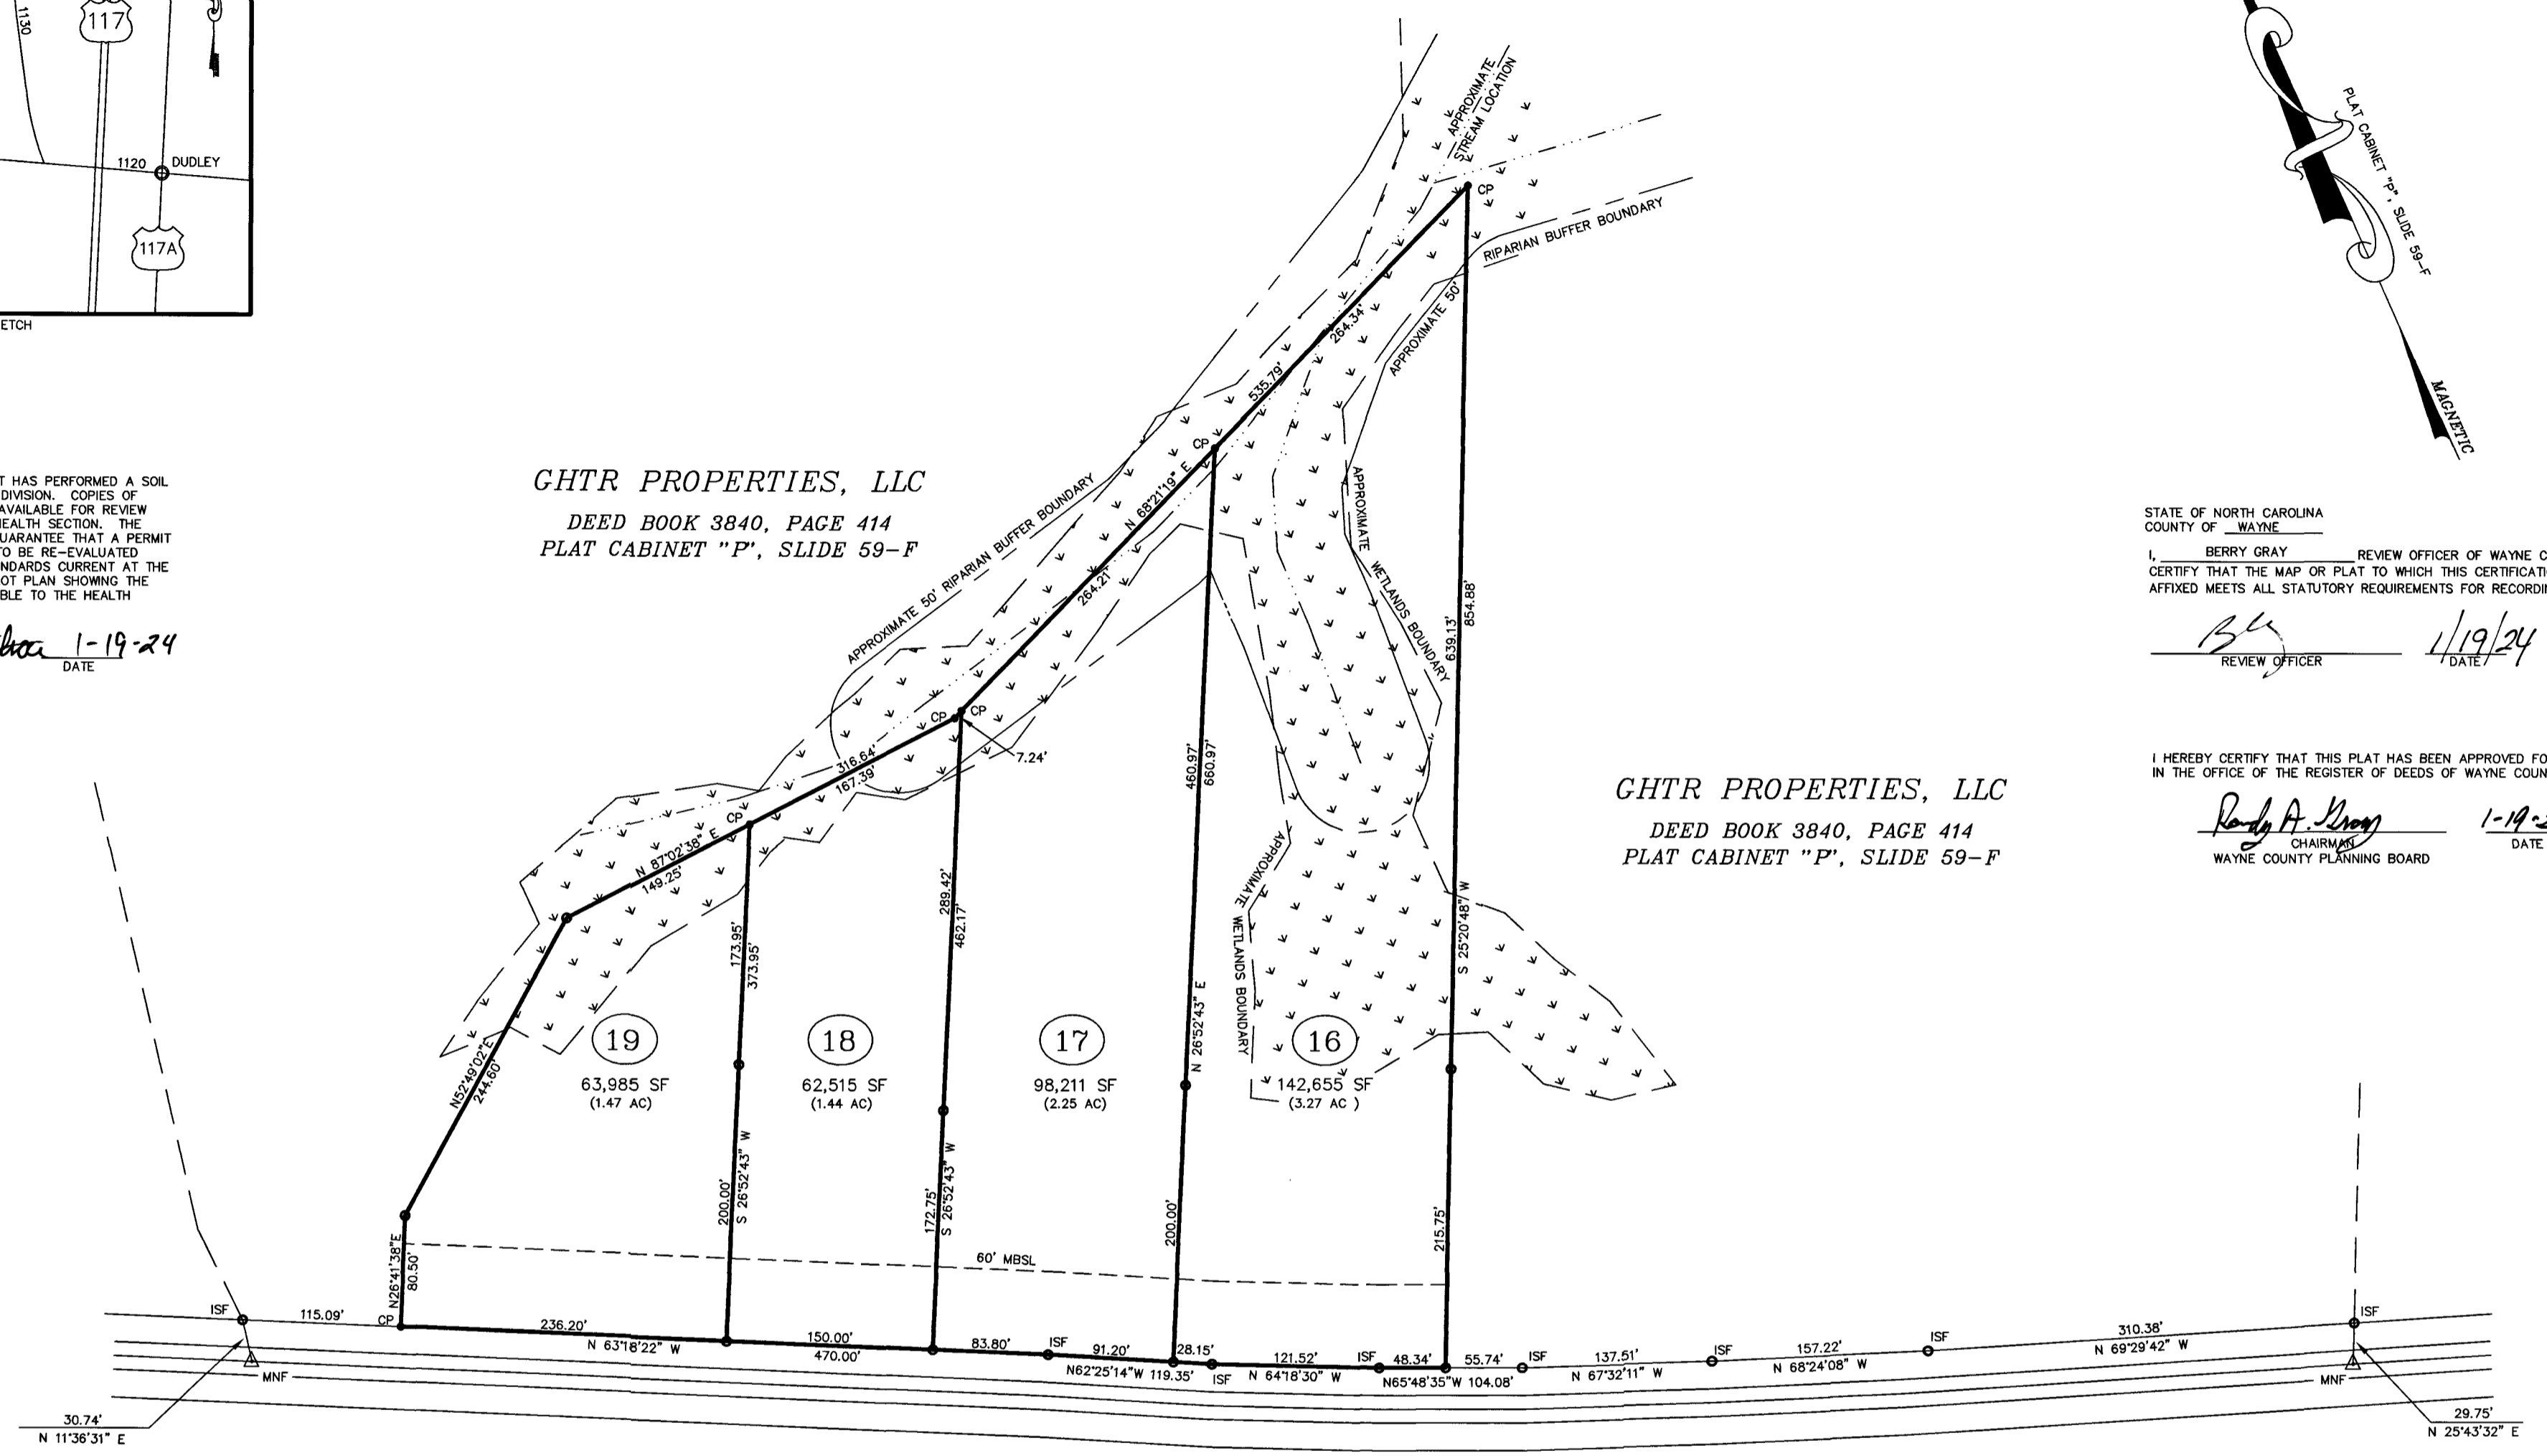 1130
117
1120
DUDLEY
117A
ETCH
APPROXIMATE
STREAM LOCATION
CP
RIPARIAN BUFFER BOUNDARY
APPROXIMATE 50'
PLAT CABINET "P", SLIDE 59-F
MAGNETIC
264.34'
535.79'
CP
N 68°21'19" E
264.21'
APPROXIMATE 50' RIPARIAN BUFFER BOUNDARY
GHTR PROPERTIES, LLC
DEED BOOK 3840, PAGE 414
PLAT CABINET "P", SLIDE 59-F
T HAS PERFORMED A SOIL
DIVISION. COPIES OF
AVAILABLE FOR REVIEW
HEALTH SECTION. THE
UARANTEE THAT A PERMIT
TO BE RE-EVALUATED
NDARDS CURRENT AT THE
OT PLAN SHOWING THE
BLE TO THE HEALTH
1-19-24
DATE
APPROXIMATE
WETLANDS BOUNDARY
639.13'
854.88'
STATE OF NORTH CAROLINA
COUNTY OF WAYNE
I, BERRY GRAY REVIEW OFFICER OF WAYNE C
CERTIFY THAT THE MAP OR PLAT TO WHICH THIS CERTIFICATI
AFFIXED MEETS ALL STATUTORY REQUIREMENTS FOR RECORDI
1/19/24
REVIEW OFFICER
DATE
CP
CP
7.24'
316.64'
167.39'
460.97'
660.97'
GHTR PROPERTIES, LLC
DEED BOOK 3840, PAGE 414
PLAT CABINET "P", SLIDE 59-F
I HEREBY CERTIFY THAT THIS PLAT HAS BEEN APPROVED FO
IN THE OFFICE OF THE REGISTER OF DEEDS OF WAYNE COUN
Randy A.
1-19-2
CHAIRMAN
DATE
WAYNE COUNTY PLANNING BOARD
CP
N 87°02'38" E
149.25'
173.95'
373.95'
289.42'
462.17'
APPROXIMATE
WETLANDS BOUNDARY
S 25°20'48" W
N 26°52'43" E
19
63,985 SF
(1.47 AC)
18
62,515 SF
(1.44 AC)
17
98,211 SF
(2.25 AC)
16
142,655 SF
(3.27 AC )
N52°49'02"E
244.60'
200.00'
S 26°52'43" W
172.75'
S 26°52'43" W
200.00'
215.75'
N26°41'38"E
80.50'
60' MBSL
ISF
115.09'
CP
236.20'
N 63°18'22" W
150.00'
470.00'
83.80'
ISF
91.20'
28.15'
N62°25'14"W 119.35'
ISF
121.52'
N 64°18'30" W
ISF
48.34'
55.74'
N65°48'35"W 104.08'
ISF
137.51'
N 67°32'11" W
ISF
157.22'
N 68°24'08" W
ISF
310.38'
N 69°29'42" W
ISF
MNF
MNF
30.74'
N 11°36'31" E
29.75'
N 25°43'32" E